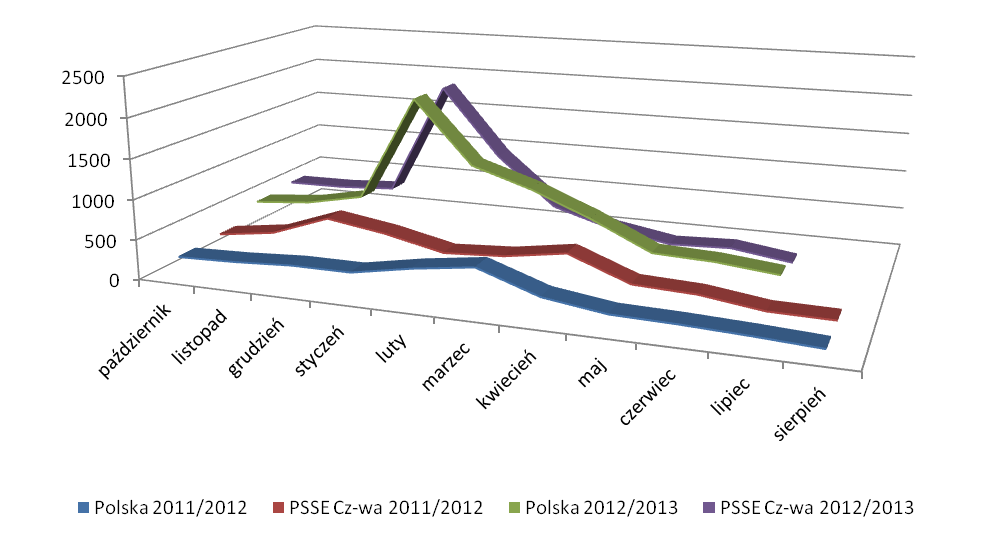 2500
2000
1500
1000
500
0
październik
listopad
grudzień
styczeń
luty
marzec
kwiecień
maj
czerwiec
lipiec
sierpień
Polska 2011/2012 PSSE Cz-wa 2011/2012 Polska 2012/2013 PSSE Cz-wa 2012/2013